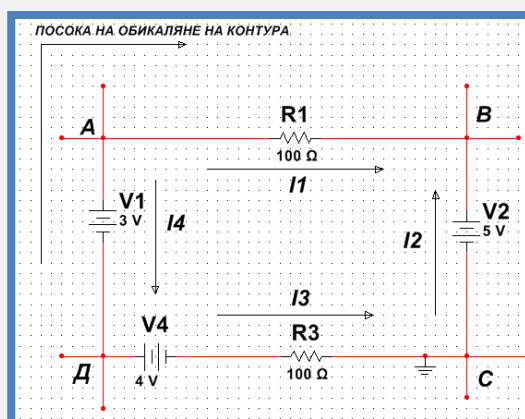 ПОСОКА НА ОБИКАЛЯНЕ НА КОНТУРА
А
R1
В
100 Ω
I1
V1
3 V
I4
V2
5 V
I2
I3
V4
R3
Д
4 V
100 Ω
С